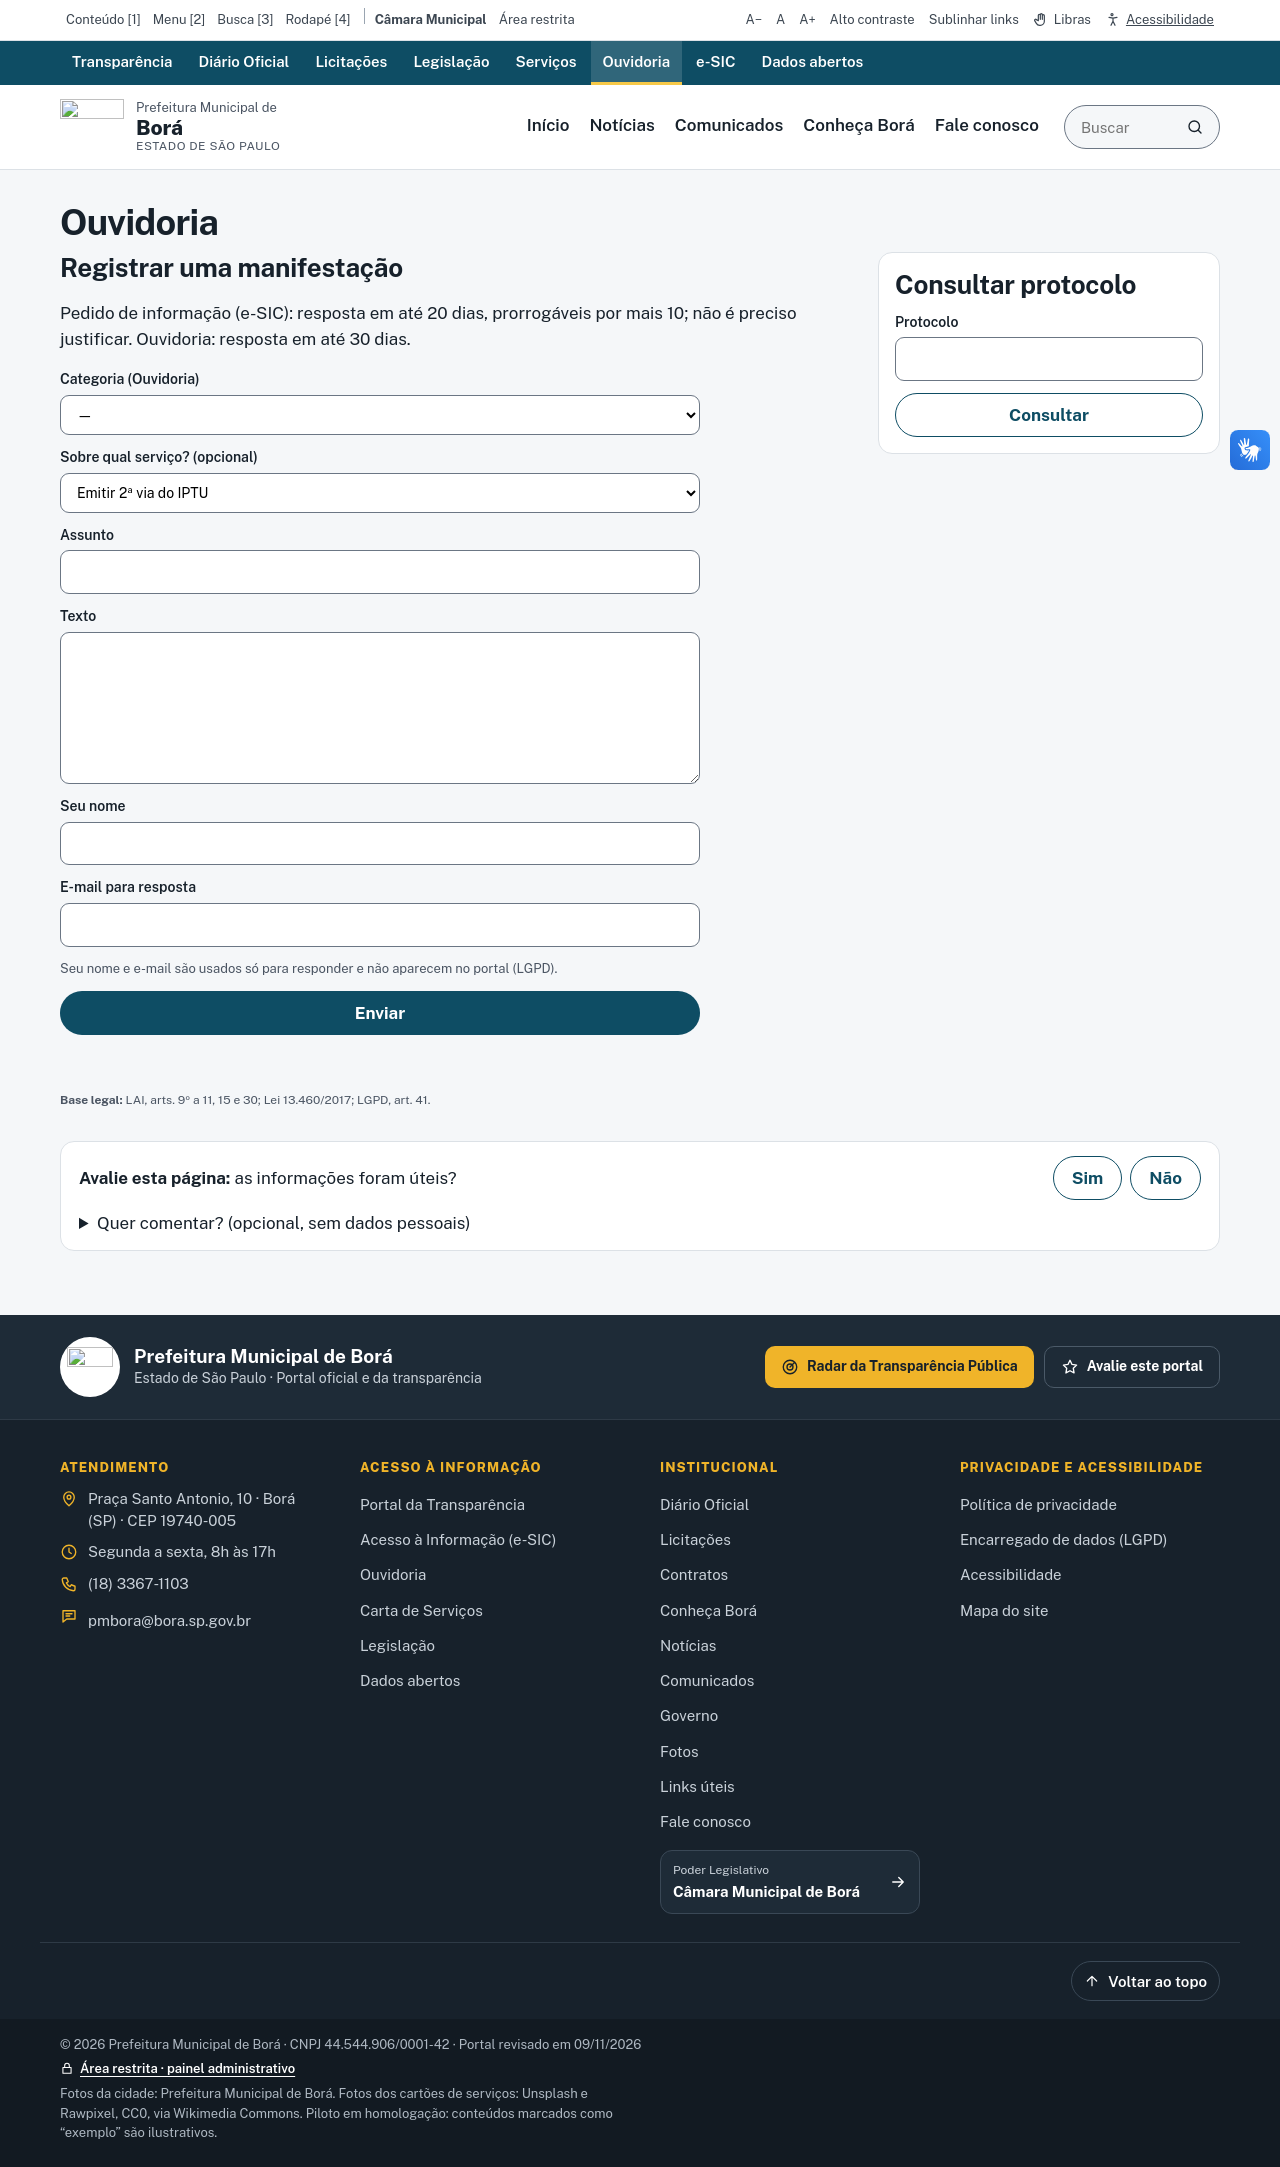 Conteúdo [1] Menu [2] Busca [3] Rodapé [4] Câmara Municipal Área restrita A− A A+ Alto contraste Sublinhar links Libras Acessibilidade
Transparência Diário Oficial Licitações Legislação Serviços Ouvidoria e-SIC Dados abertos
Prefeitura Municipal de
Borá
ESTADO DE SÃO PAULO
Início Notícias Comunicados Conheça Borá Fale conosco Buscar
Ouvidoria
Registrar uma manifestação
Pedido de informação (e-SIC): resposta em até 20 dias, prorrogáveis por mais 10; não é preciso
justificar. Ouvidoria: resposta em até 30 dias.
Categoria (Ouvidoria)
—
Sobre qual serviço? (opcional)
Emitir 2ª via do IPTU
Assunto
Texto
Seu nome
E-mail para resposta
Seu nome e e-mail são usados só para responder e não aparecem no portal (LGPD).
Enviar
Consultar protocolo
Protocolo
Consultar
Base legal: LAI, arts. 9º a 11, 15 e 30; Lei 13.460/2017; LGPD, art. 41.
Avalie esta página: as informações foram úteis?
Sim Não
Quer comentar? (opcional, sem dados pessoais)
Prefeitura Municipal de Borá
Estado de São Paulo · Portal oficial e da transparência
Radar da Transparência Pública
Avalie este portal
ATENDIMENTO
Praça Santo Antonio, 10 · Borá
(SP) · CEP 19740-005
Segunda a sexta, 8h às 17h
(18) 3367-1103
pmbora@bora.sp.gov.br
ACESSO À INFORMAÇÃO
Portal da Transparência
Acesso à Informação (e-SIC)
Ouvidoria
Carta de Serviços
Legislação
Dados abertos
INSTITUCIONAL
Diário Oficial
Licitações
Contratos
Conheça Borá
Notícias
Comunicados
Governo
Fotos
Links úteis
Fale conosco
Poder Legislativo
Câmara Municipal de Borá
PRIVACIDADE E ACESSIBILIDADE
Política de privacidade
Encarregado de dados (LGPD)
Acessibilidade
Mapa do site
Voltar ao topo
© 2026 Prefeitura Municipal de Borá · CNPJ 44.544.906/0001-42 · Portal revisado em 09/11/2026
Área restrita · painel administrativo
Fotos da cidade: Prefeitura Municipal de Borá. Fotos dos cartões de serviços: Unsplash e
Rawpixel, CC0, via Wikimedia Commons. Piloto em homologação: conteúdos marcados como
“exemplo” são ilustrativos.